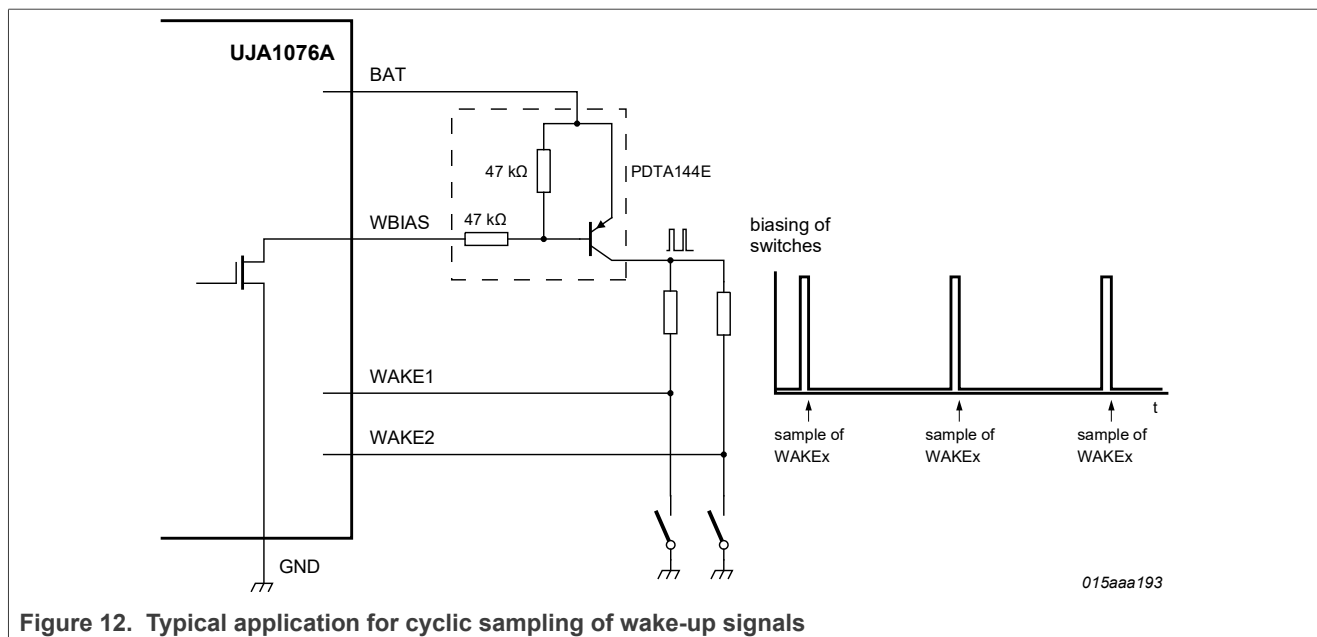 UJA1076A
BAT
47 kΩ
PDTA144E
WBIAS
47 kΩ
biasing of
switches
WAKE1
WAKE2
t
sample of
WAKEx
sample of
WAKEx
sample of
WAKEx
GND
015aaa193
Figure 12. Typical application for cyclic sampling of wake-up signals